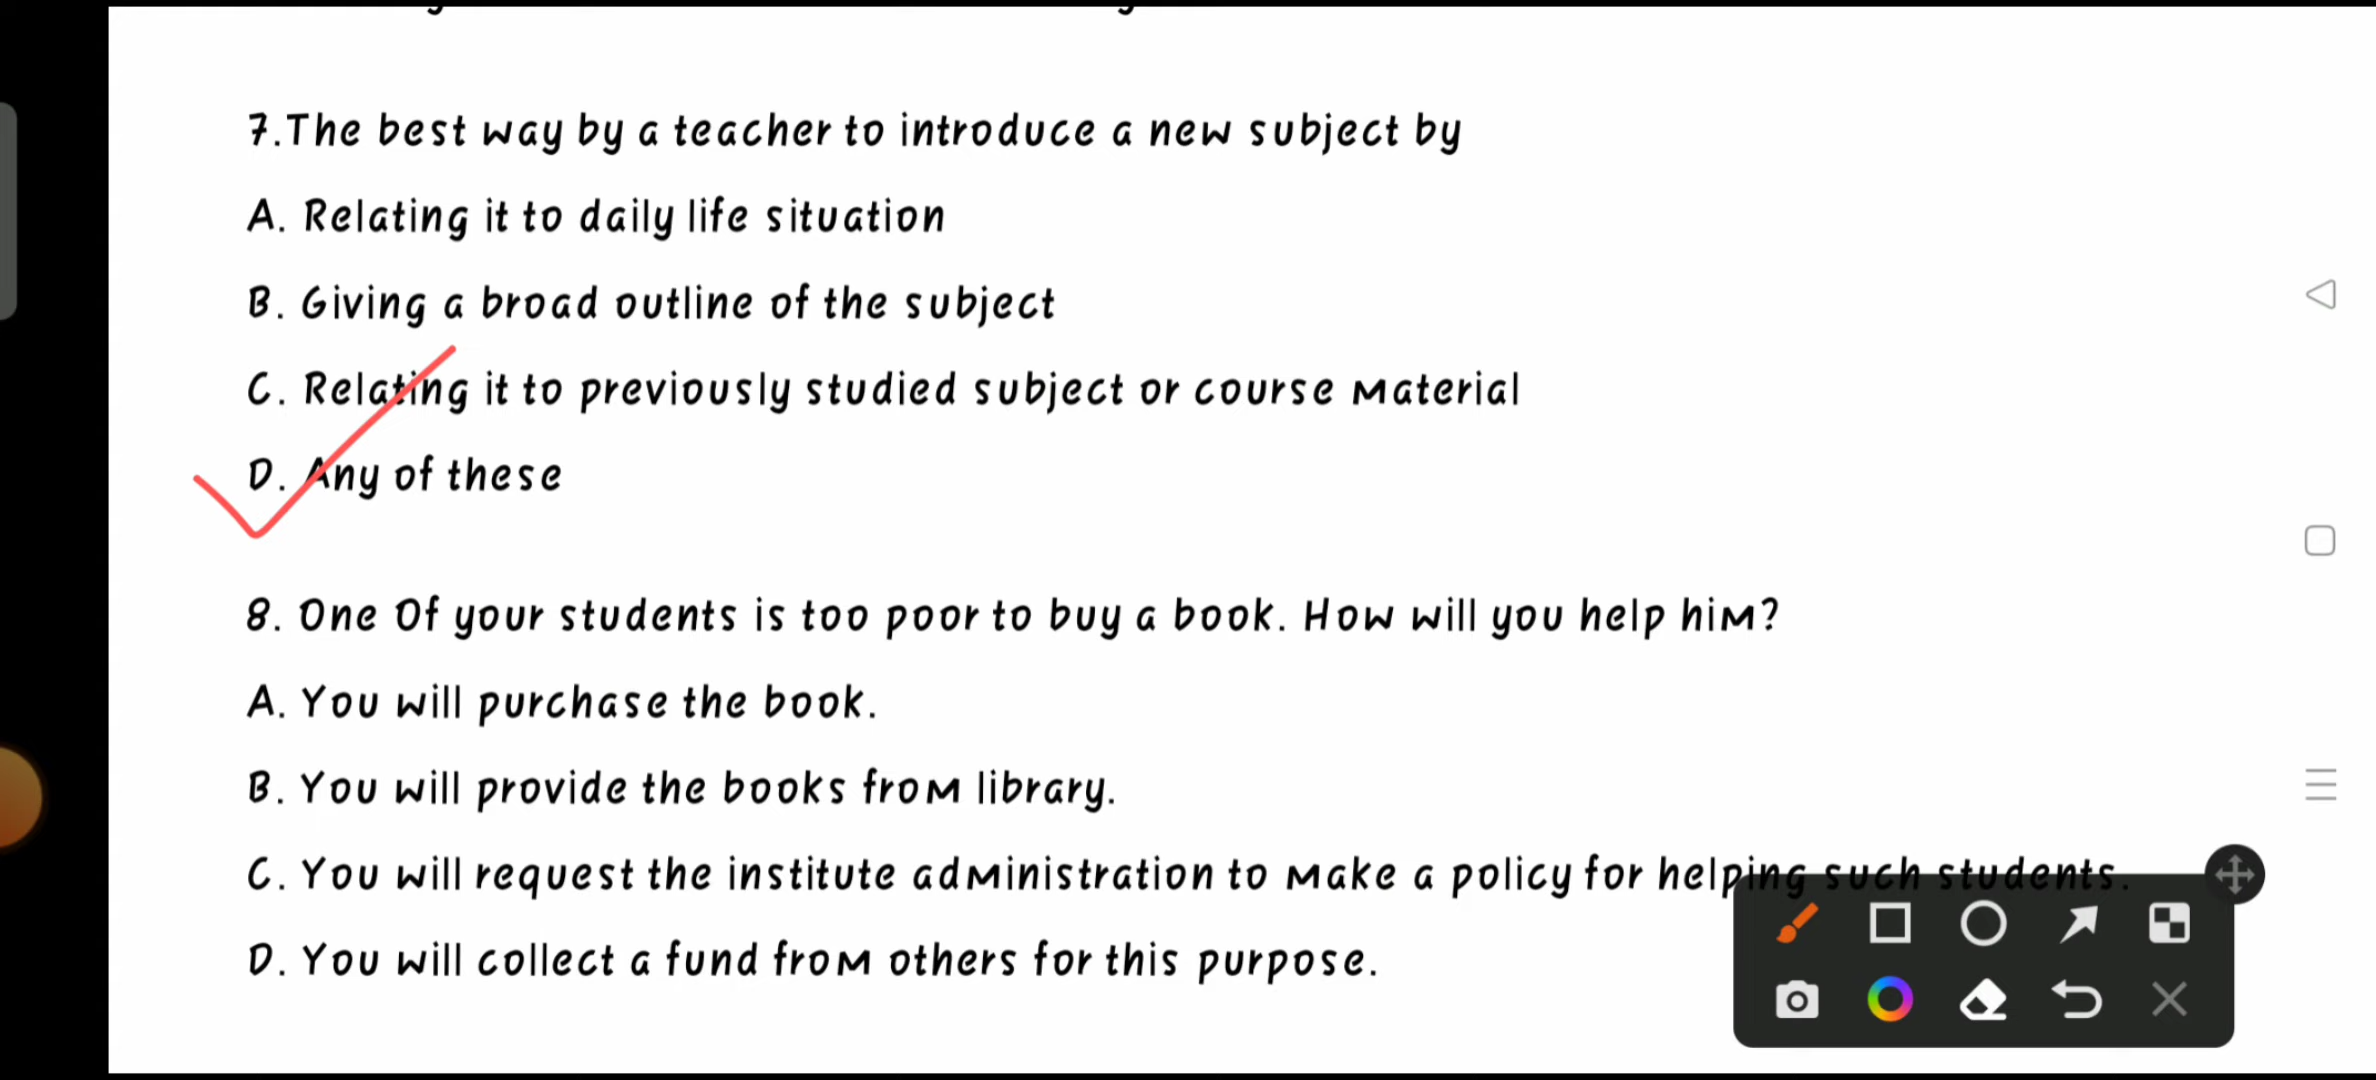 7.The best way by a teacher to introduce a new subject by
A. Relating it to daily life situation
B. Giving a broad outline of the subject
C. Relating it to previously studied subject or course material
D. Any of these
8. One Of your students is too poor to buy a book. How will you help him?
A. You will purchase the book.
B. You will provide the books from library.
C. You will request the institute administration to make a policy for helping such students.
D. You will collect a fund from others for this purpose.